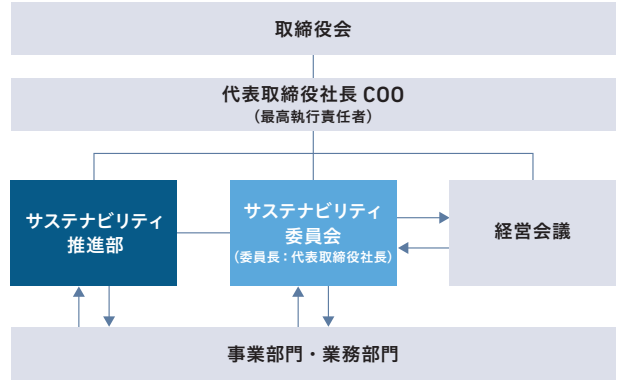 取締役会
代表取締役社長 COO
(最高執行責任者)
サステナビリティ
推進部
サステナビリティ
委員会
(委員長:代表取締役社長)
経営会議
事業部門・業務部門